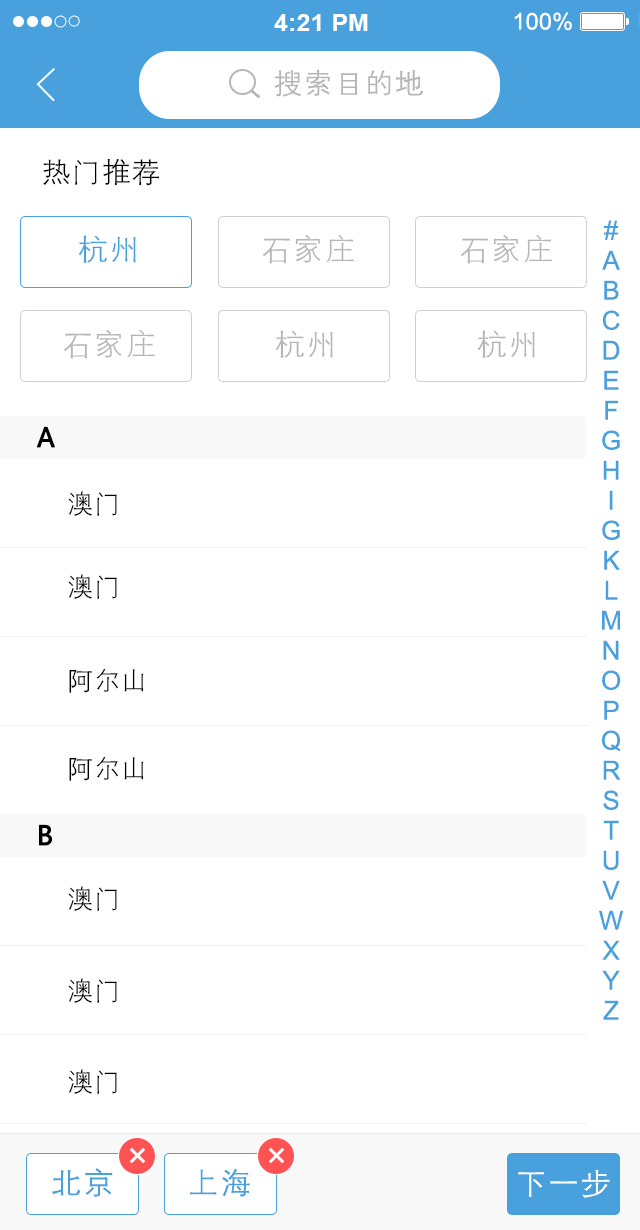 4:21 PM 100%
搜索目的地
热门推荐
杭州 石家庄 石家庄
石家庄 杭州 杭州
A
澳门
澳门
阿尔山
阿尔山
B
澳门
澳门
澳门
#
A
B
C
D
E
F
G
H
I
G
K
L
M
N
O
P
Q
R
S
T
U
V
W
X
Y
Z
北京 上海 下一步